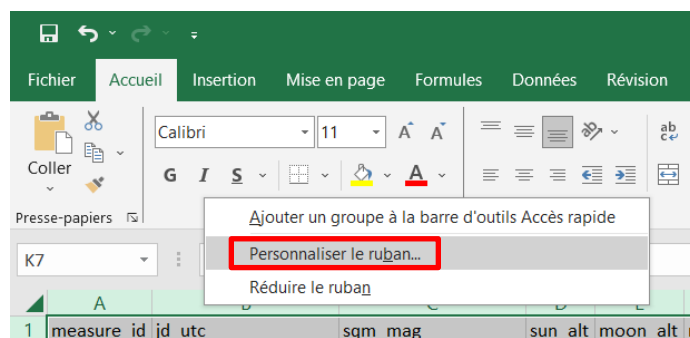 Fichier Accueil Insertion Mise en page Formules Données Révision
Calibri 11 A A ab
Coller G I S A
Presse-papiers
Ajouter un groupe à la barre d'outils Accès rapide
K7 Personnaliser le ruban...
Réduire le ruban
A
1 measure_id jd_utc sqm_mag sun_alt moon_alt